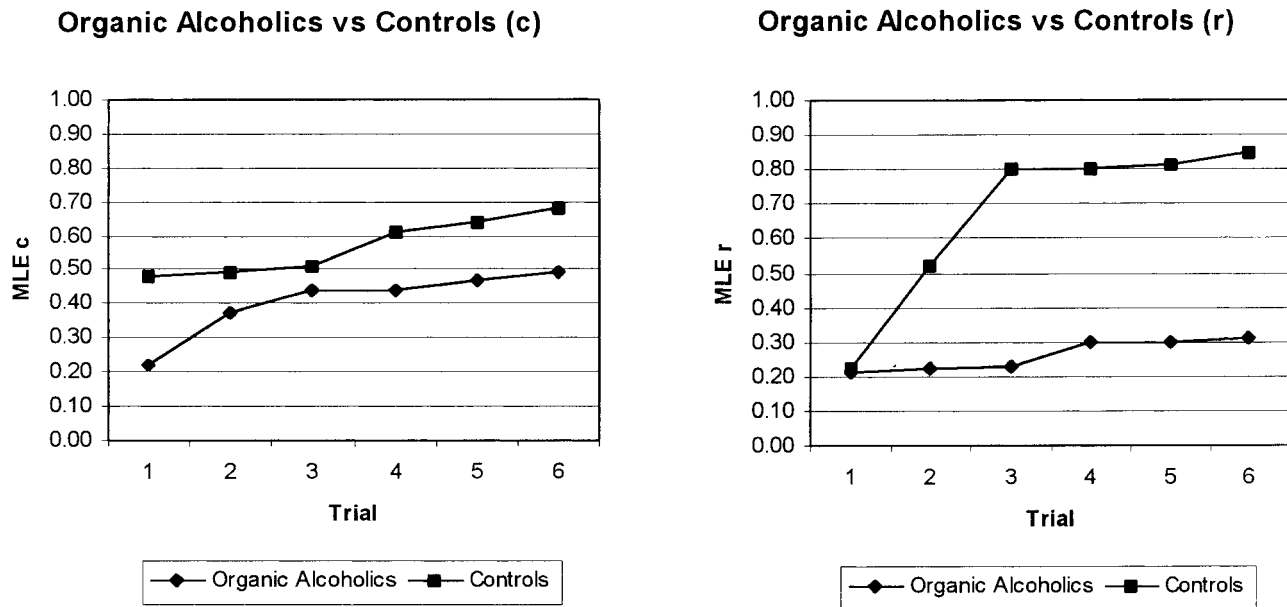 Organic Alcoholics vs Controls (c)
1.00
0.90
0.80
0.70
0.60
0.50
0.40
0.30
0.20
0.10
0.00
MLE c
1 2 3 4 5 6
Trial
Organic Alcoholics Controls
Organic Alcoholics vs Controls (r)
1.00
0.90
0.80
0.70
0.60
0.50
0.40
0.30
0.20
0.10
0.00
MLE r
1 2 3 4 5 6
Trial
Organic Alcoholics Controls